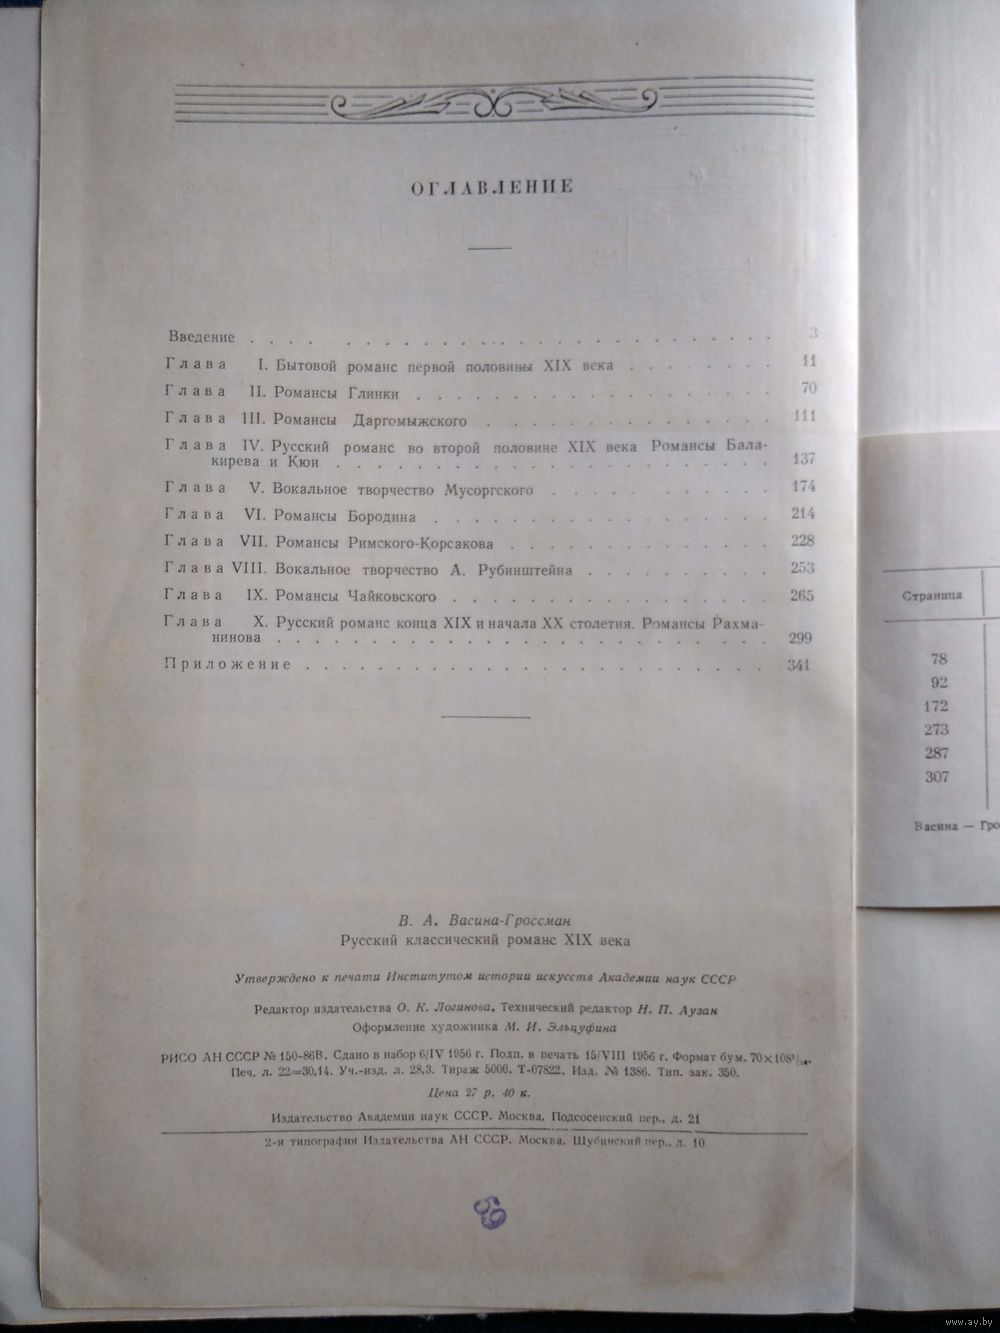 ОГЛАВЛЕНИЕ
Введение . . . . . . . . . . . . . . . . . . . . 3
Глава I. Бытовой романс первой половины XIX века . . . . . . 11
Глава II. Романсы Глинки . . . . . . . . . . . . . . 70
Глава III. Романсы Даргомыжского . . . . . . . . . . . 111
Глава IV. Русский романс во второй половине XIX века Романсы Бала-
кирева и Кюи . . . . . . . . . . . . . . . . . 137
Глава V. Вокальное творчество Мусоргского . . . . . . . . 174
Глава VI. Романсы Бородина . . . . . . . . . . . . . 214
Глава VII. Романсы Римского-Корсакова . . . . . . . . . . 228
Глава VIII. Вокальное творчество А. Рубинштейна . . . . . . . 253
Глава IX. Романсы Чайковского . . . . . . . . . . . . 265
Глава X. Русский романс конца XIX и начала XX столетия. Романсы Рахма-
нинова . . . . . . . . . . . . . . . . . . . 299
Приложение . . . . . . . . . . . . . . . . . . 341
В. А. Васина-Гроссман
Русский классический романс XIX века
Утверждено к печати Институтом истории искусств Академии наук СССР
Редактор издательства О. К. Логинова, Технический редактор Н. П. Аузан
Оформление художника М. И. Эльцуфина
РИСО АН СССР № 150-86В. Сдано в набор 6/IV 1956 г. Подп. в печать 15/VIII 1956 г. Формат бум. 70×108¹/₁₆.
Печ. л. 22=30,14. Уч.-изд. л. 28,3. Тираж 5000. Т-07822. Изд. № 1386. Тип. зак. 350.
Цена 27 р. 40 к.
Издательство Академии наук СССР. Москва, Подсосенский пер., д. 21
2-я типография Издательства АН СССР. Москва, Шубинский пер., д. 10
Страница
78
92
172
273
287
307
Васина — Гро
www.ay.by